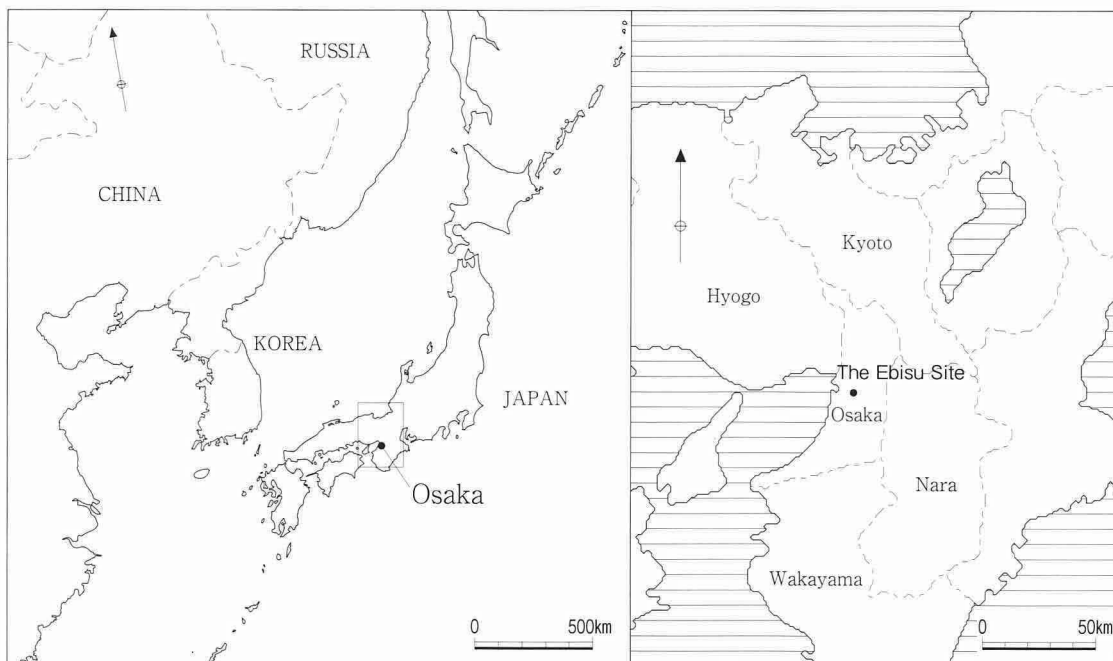 RUSSIA
CHINA
KOREA
JAPAN
Osaka
0 500km
Kyoto
Hyogo
The Ebisu Site
Osaka
Nara
Wakayama
0 50km